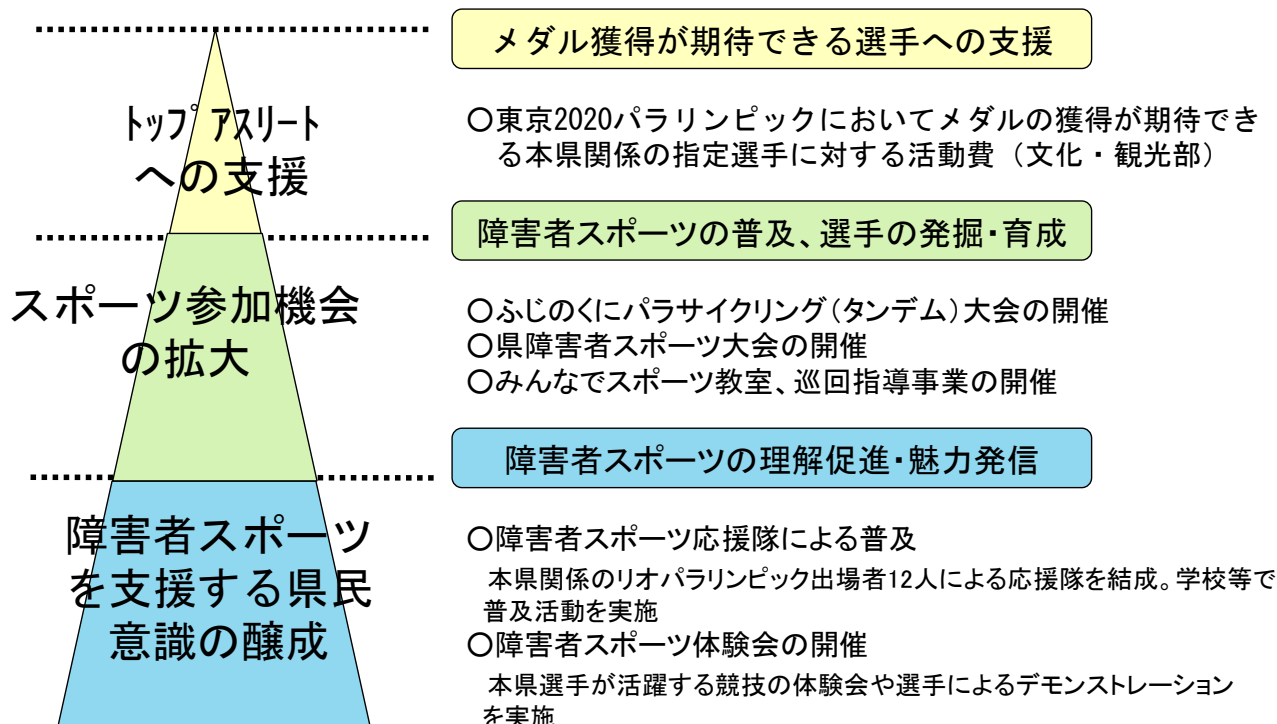 メダル獲得が期待できる選手への支援
トップアスリート
への支援
○東京2020パラリンピックにおいてメダルの獲得が期待でき
る本県関係の指定選手に対する活動費（文化・観光部）
障害者スポーツの普及、選手の発掘・育成
スポーツ参加機会
の拡大
○ふじのくにパラサイクリング（タンデム）大会の開催
○県障害者スポーツ大会の開催
○みんなでスポーツ教室、巡回指導事業の開催
障害者スポーツの理解促進・魅力発信
障害者スポーツ
を支援する県民
意識の醸成
○障害者スポーツ応援隊による普及
本県関係のリオパラリンピック出場者12人による応援隊を結成。学校等で
普及活動を実施
○障害者スポーツ体験会の開催
本県選手が活躍する競技の体験会や選手によるデモンストレーション
を実施